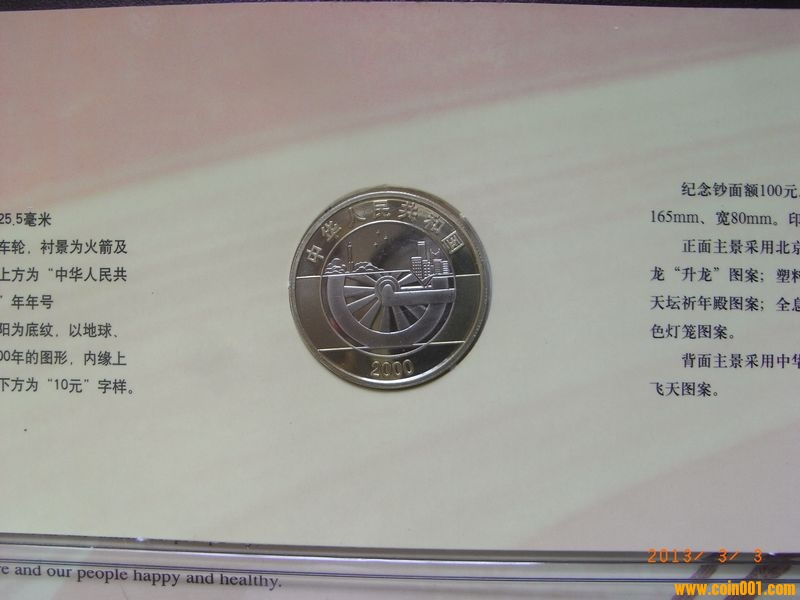 25.5毫米
车轮，衬景为火箭及
上方为“中华人民共
”年年号
阳为底纹，以地球、
00年的图形，内缘上
下方为“10元”字样。
中华人民共和国
2000
纪念钞面额100元，
165mm、宽80mm。印
正面主景采用北京
龙“升龙”图案；塑料
天坛祈年殿图案；全息
色灯笼图案。
背面主景采用中华
飞天图案。
e and our people happy and healthy.
2013/ 3/ 3
www.coin001.com